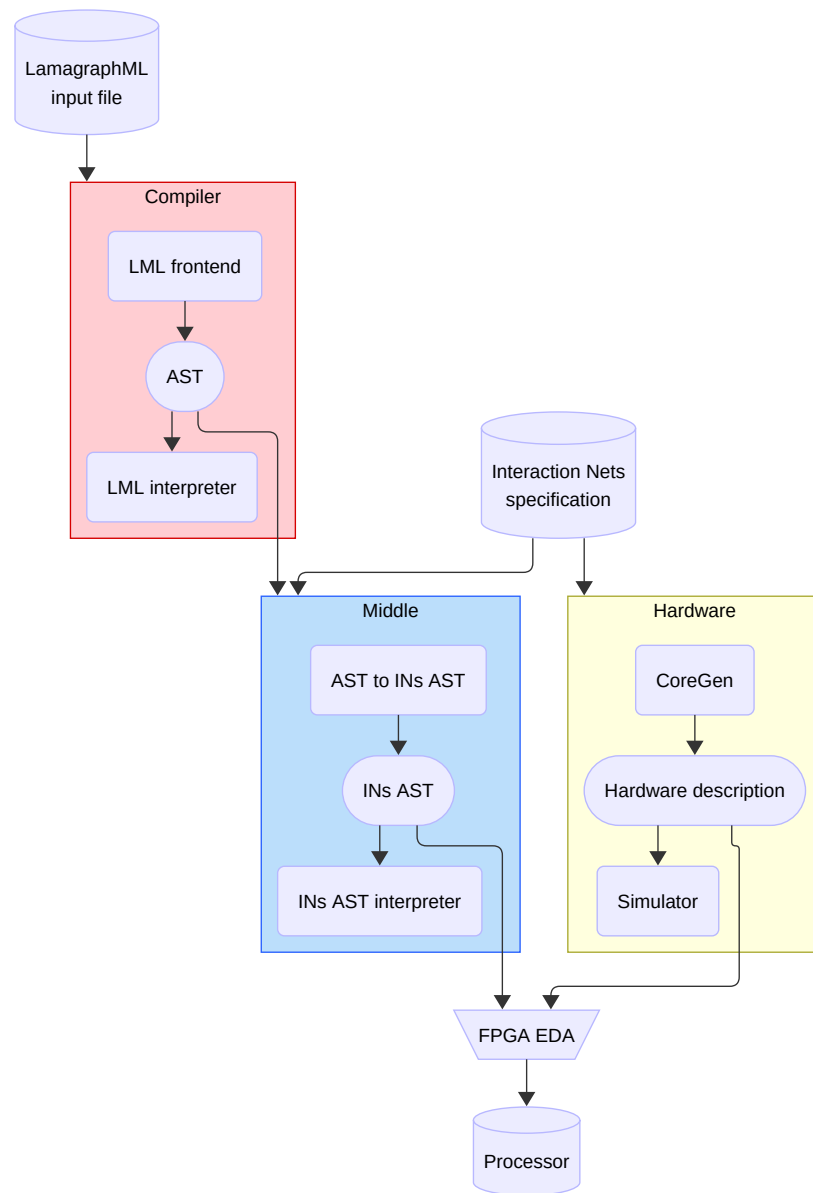 LamagraphML
input file
Compiler
LML frontend
AST
LML interpreter
Interaction Nets
specification
Middle
AST to INs AST
INs AST
INs AST interpreter
Hardware
CoreGen
Hardware description
Simulator
FPGA EDA
Processor